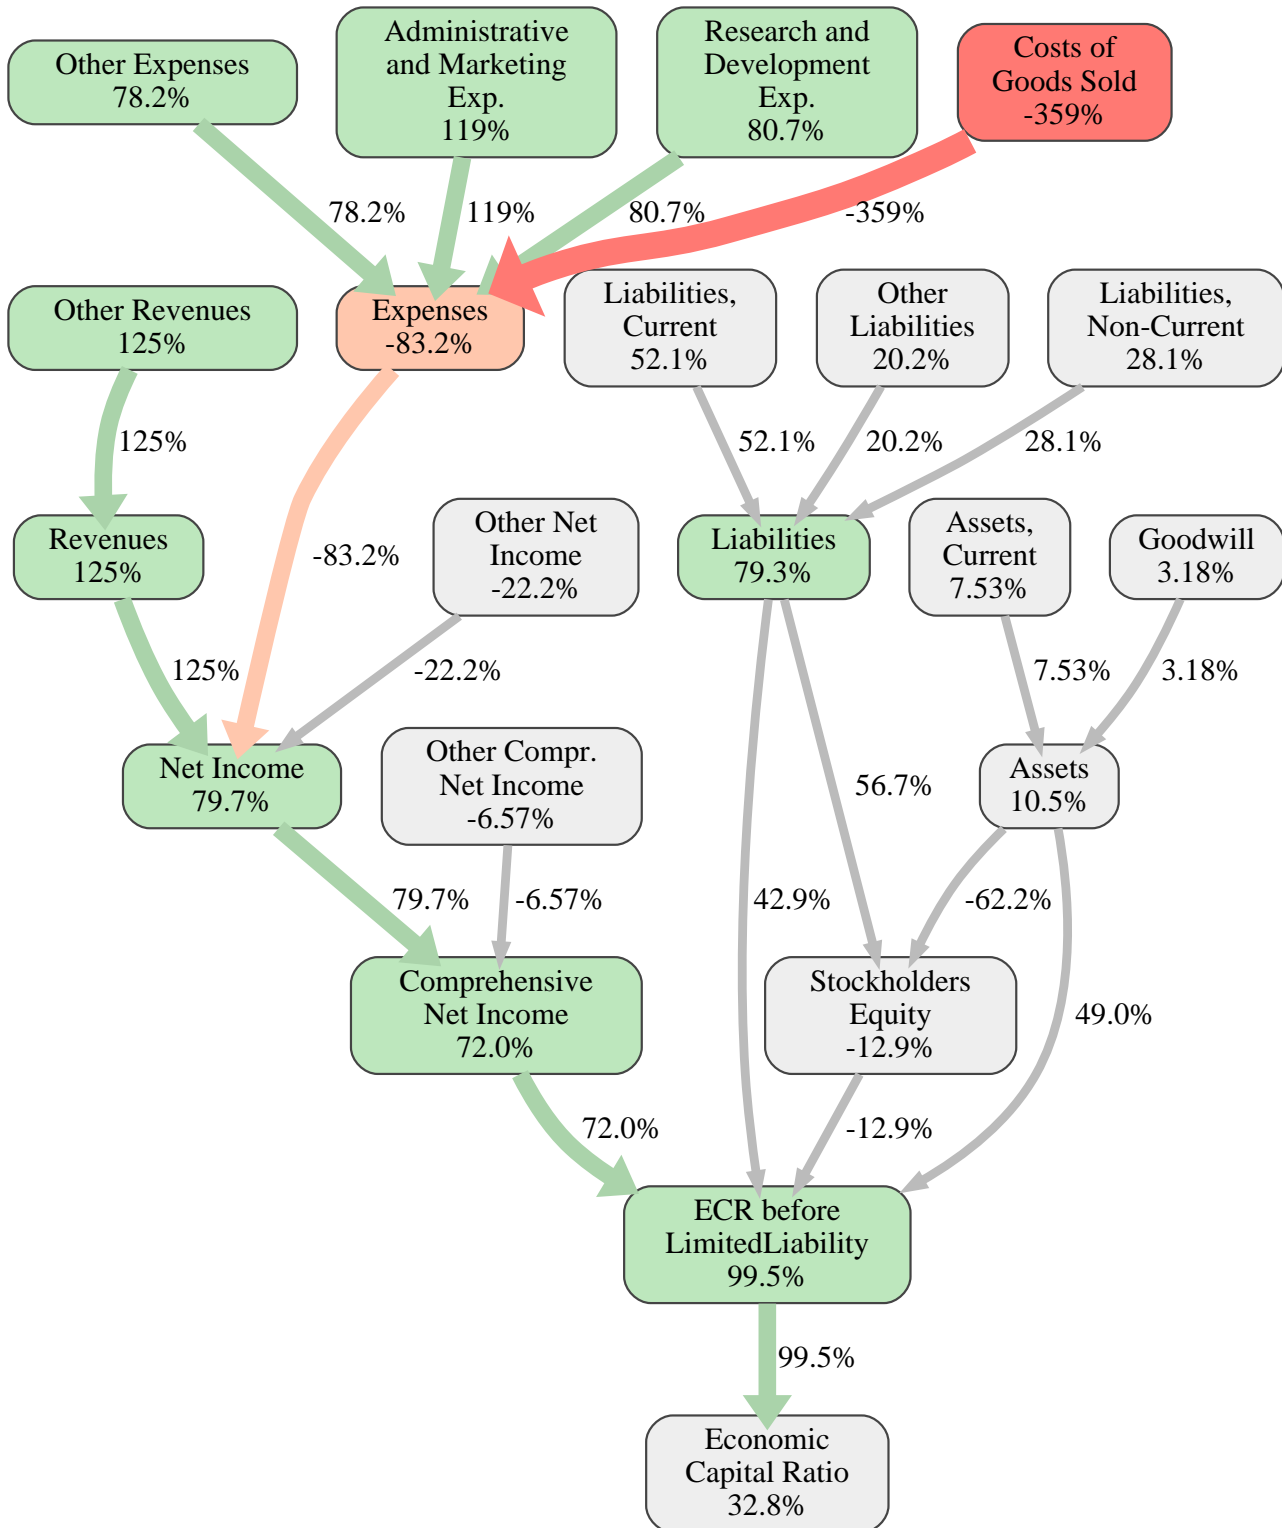 Other Expenses
78.2%
Administrative
and Marketing
Exp.
119%
Research and
Development
Exp.
80.7%
Costs of
Goods Sold
-359%
78.2%
119%
80.7%
-359%
Other Revenues
125%
Expenses
-83.2%
Liabilities,
Current
52.1%
Other
Liabilities
20.2%
Liabilities,
Non-Current
28.1%
125%
52.1%
20.2%
28.1%
Revenues
125%
-83.2%
Other Net
Income
-22.2%
Liabilities
79.3%
Assets,
Current
7.53%
Goodwill
3.18%
125%
-22.2%
7.53%
3.18%
Net Income
79.7%
Other Compr.
Net Income
-6.57%
56.7%
Assets
10.5%
79.7%
-6.57%
42.9%
-62.2%
Comprehensive
Net Income
72.0%
Stockholders
Equity
-12.9%
49.0%
72.0%
-12.9%
ECR before
LimitedLiability
99.5%
99.5%
Economic
Capital Ratio
32.8%